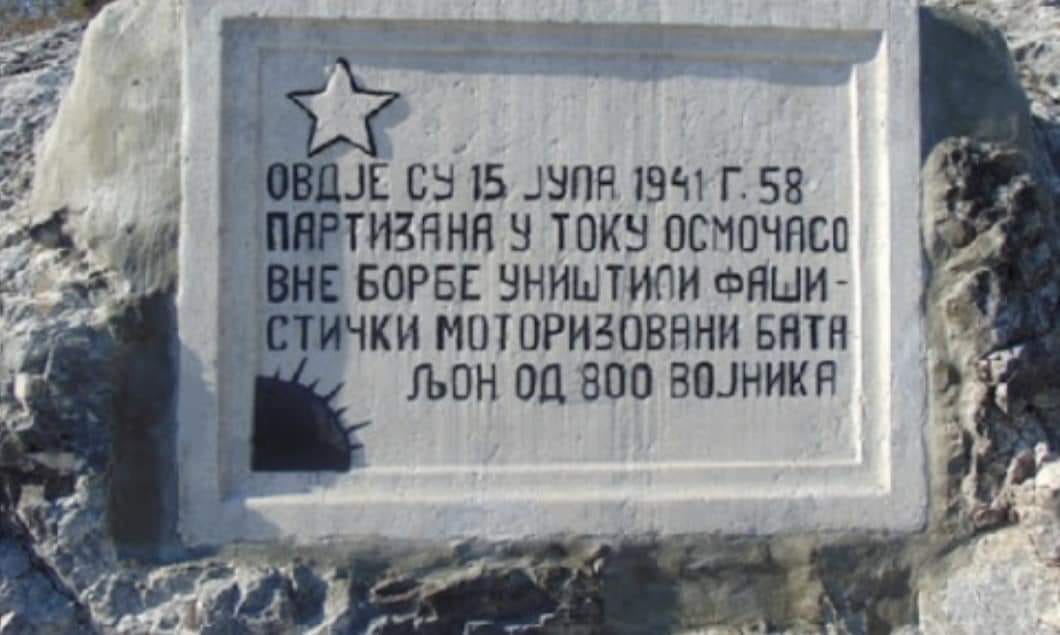 ОВДЈЕ СУ 15 ЈУЛА 1941 Г. 58
ПАРТИЗАНА У ТОКУ ОСМОЧАСО
ВНЕ БОРБЕ УНИШТИЛИ ФАШИ-
СТИЧКИ МОТОРИЗОВАНИ БАТА
ЉОН ОД 800 ВОЈНИКА